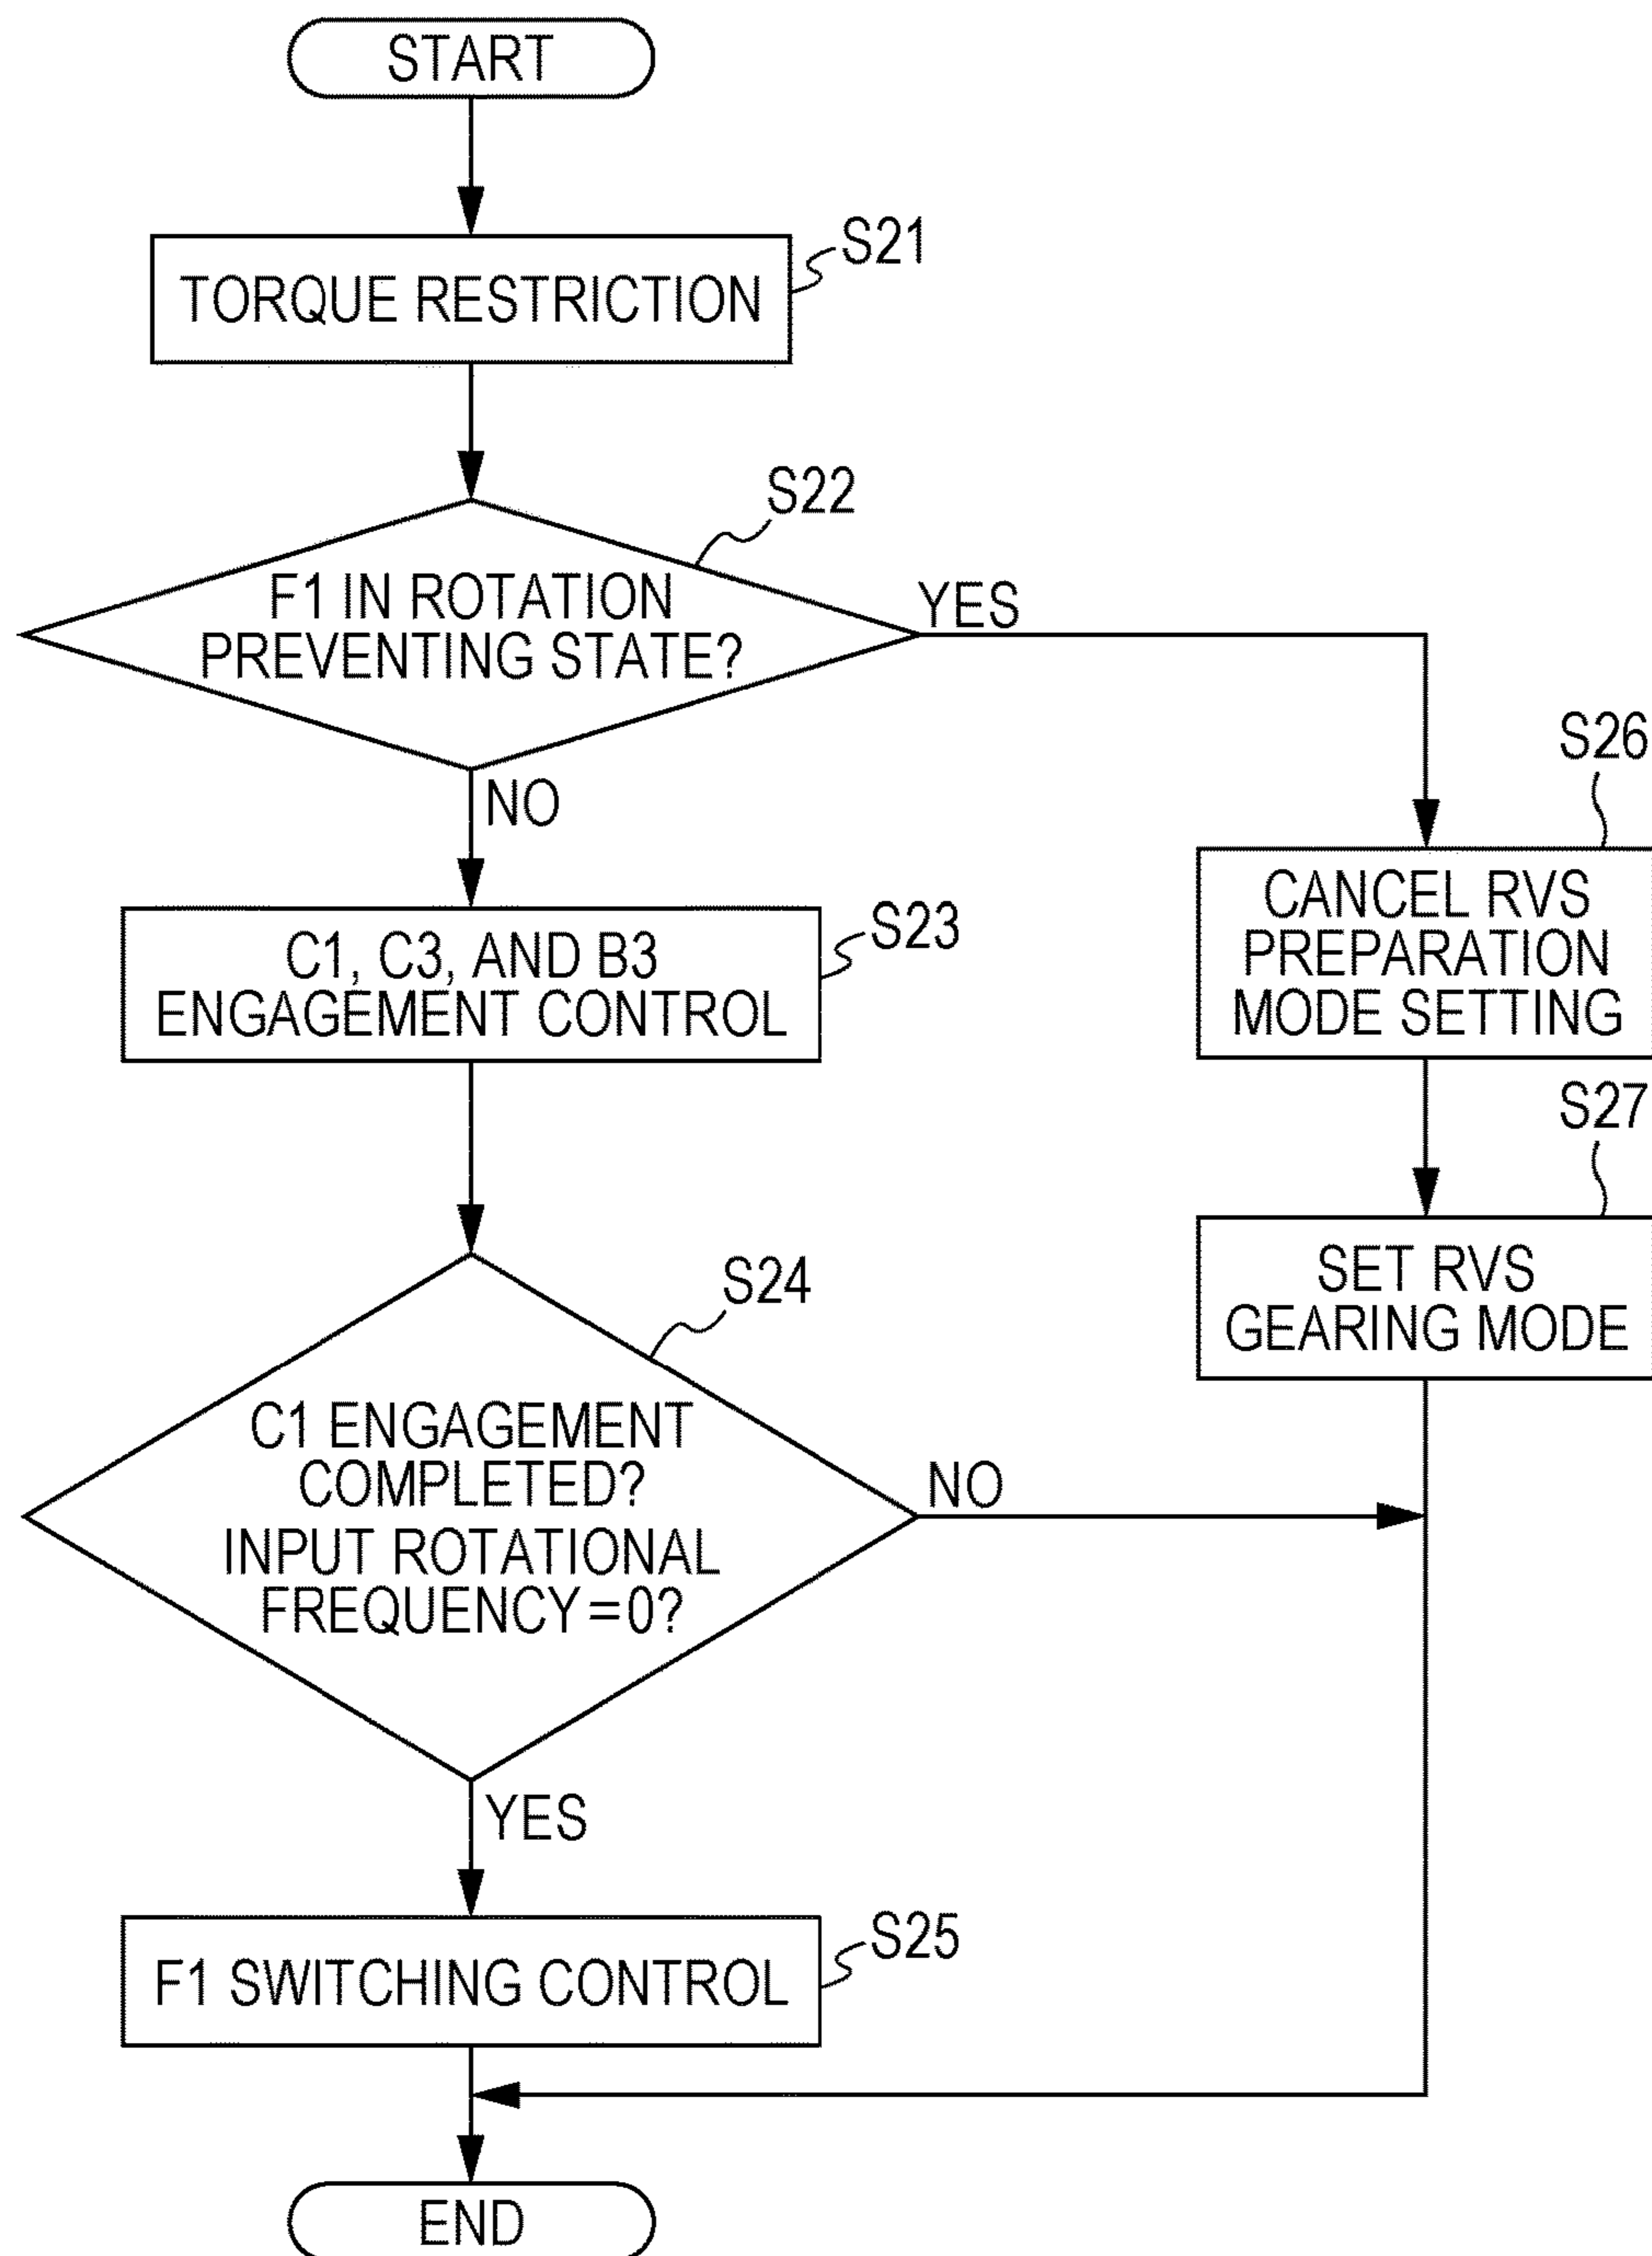 START
S21
TORQUE RESTRICTION
S22
F1 IN ROTATION
PREVENTING STATE?
YES
NO
S26
CANCEL RVS
PREPARATION
MODE SETTING
S23
C1, C3, AND B3
ENGAGEMENT CONTROL
S27
SET RVS
GEARING MODE
S24
C1 ENGAGEMENT
COMPLETED?
INPUT ROTATIONAL
FREQUENCY=0?
NO
YES
S25
F1 SWITCHING CONTROL
END